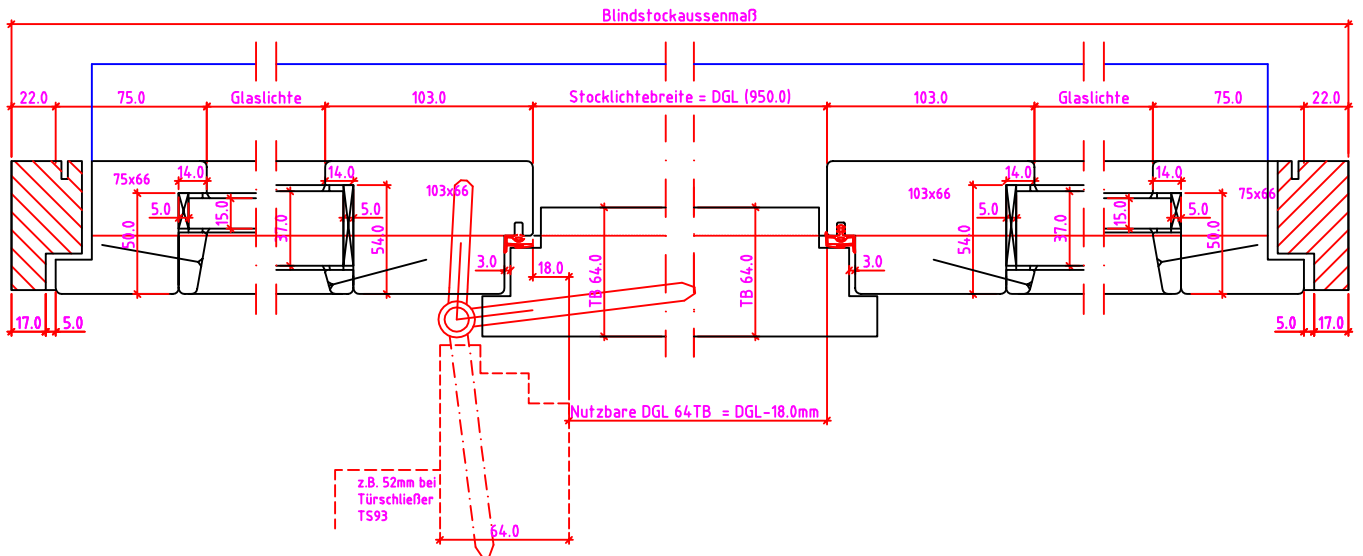 Blindstockaussenmaß
22.0 75.0 Glaslichte 103.0 Stocklichtebreite = DGL (950.0) 103.0 Glaslichte 75.0 22.0
75x66 14.0 14.0 103x66 103x66 14.0 14.0 75x66
5.0 50.0 15.0 37.0 5.0 54.0 54.0 5.0 37.0 15.0 5.0 50.0
3.0 18.0 TB 64.0 TB 64.0 3.0
17.0 5.0 5.0 17.0
Nutzbare DGL 64TB = DGL-18.0mm
z.B. 52mm bei
Türschließer
TS93
64.0